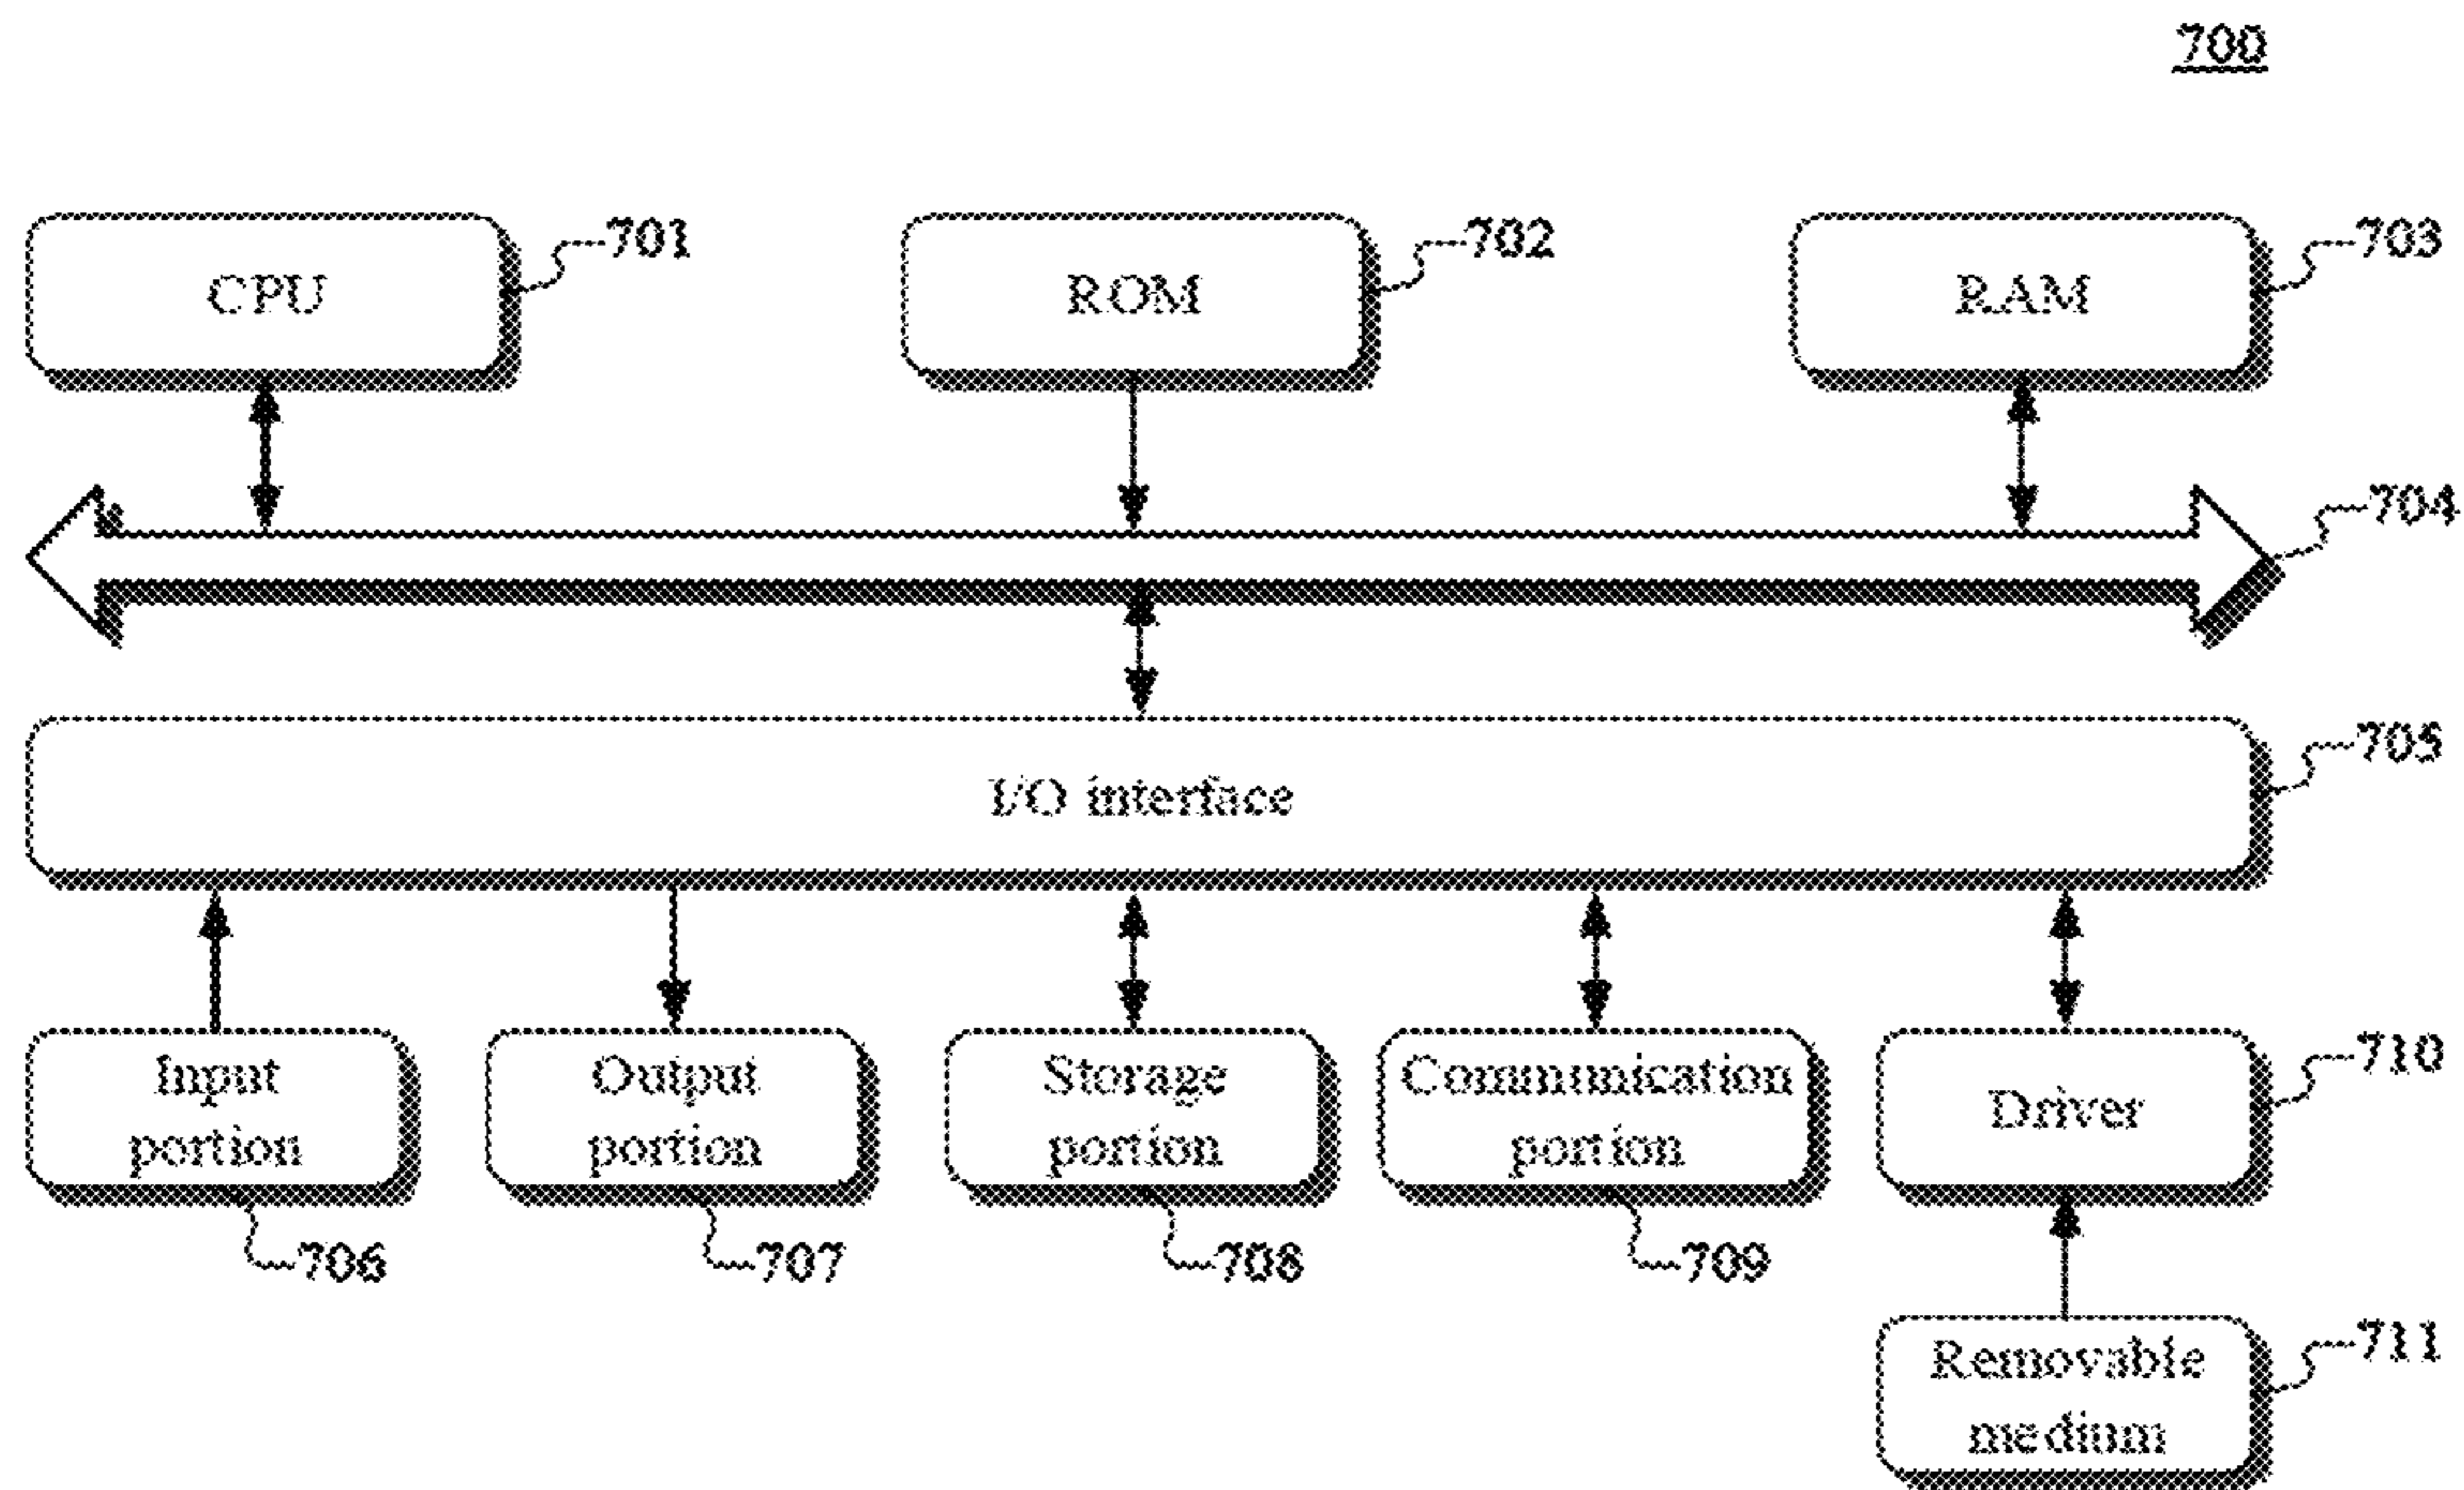 700
CPU
701
ROM
702
RAM
703
704
I/O interface
705
Input
portion
706
Output
portion
707
Storage
portion
708
Communication
portion
709
Driver
710
Removable
medium
711